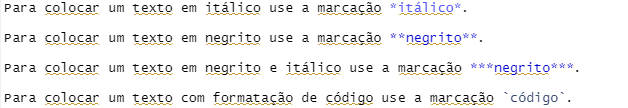 Para colocar um texto em itálico use a marcação *itálico*.
Para colocar um texto em negrito use a marcação **negrito**.
Para colocar um texto em negrito e itálico use a marcação ***negrito***.
Para colocar um texto com formatação de código use a marcação `código`.